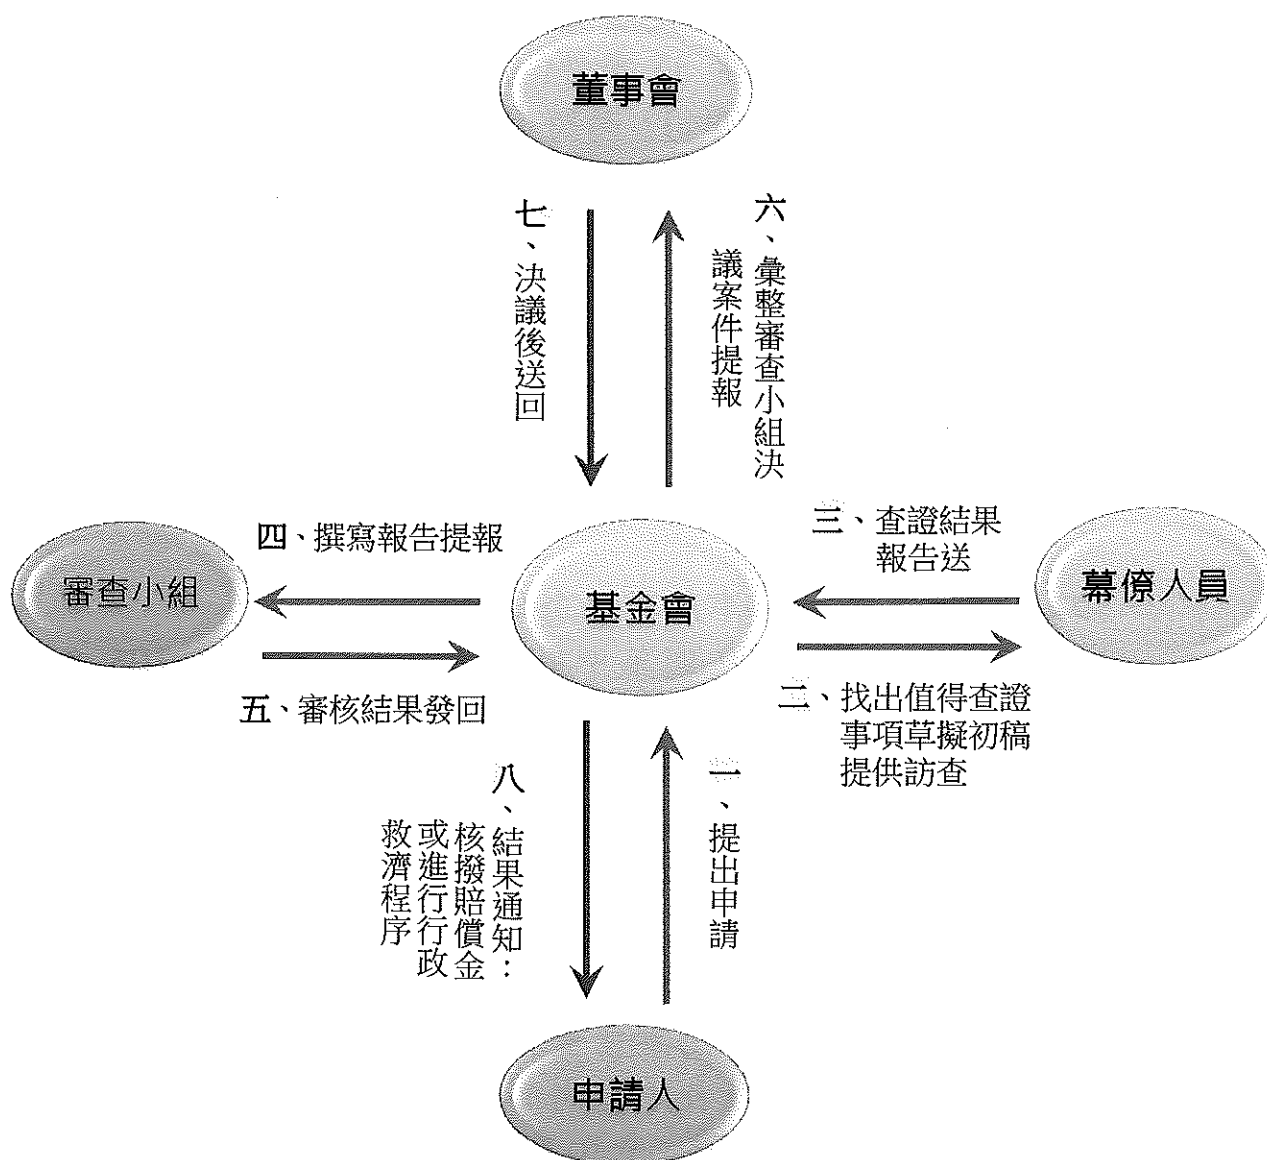 董事會
七、決議後送回
六、彙整審查小組決
議案件提報
四、撰寫報告提報
審查小組
五、審核結果發回
基金會
三、查證結果
報告送
幕僚人員
二、找出值得查證
事項草擬初稿
提供訪查
八、結果通知：
核撥賠償金
或進行行政
救濟程序
一、提出申請
申請人